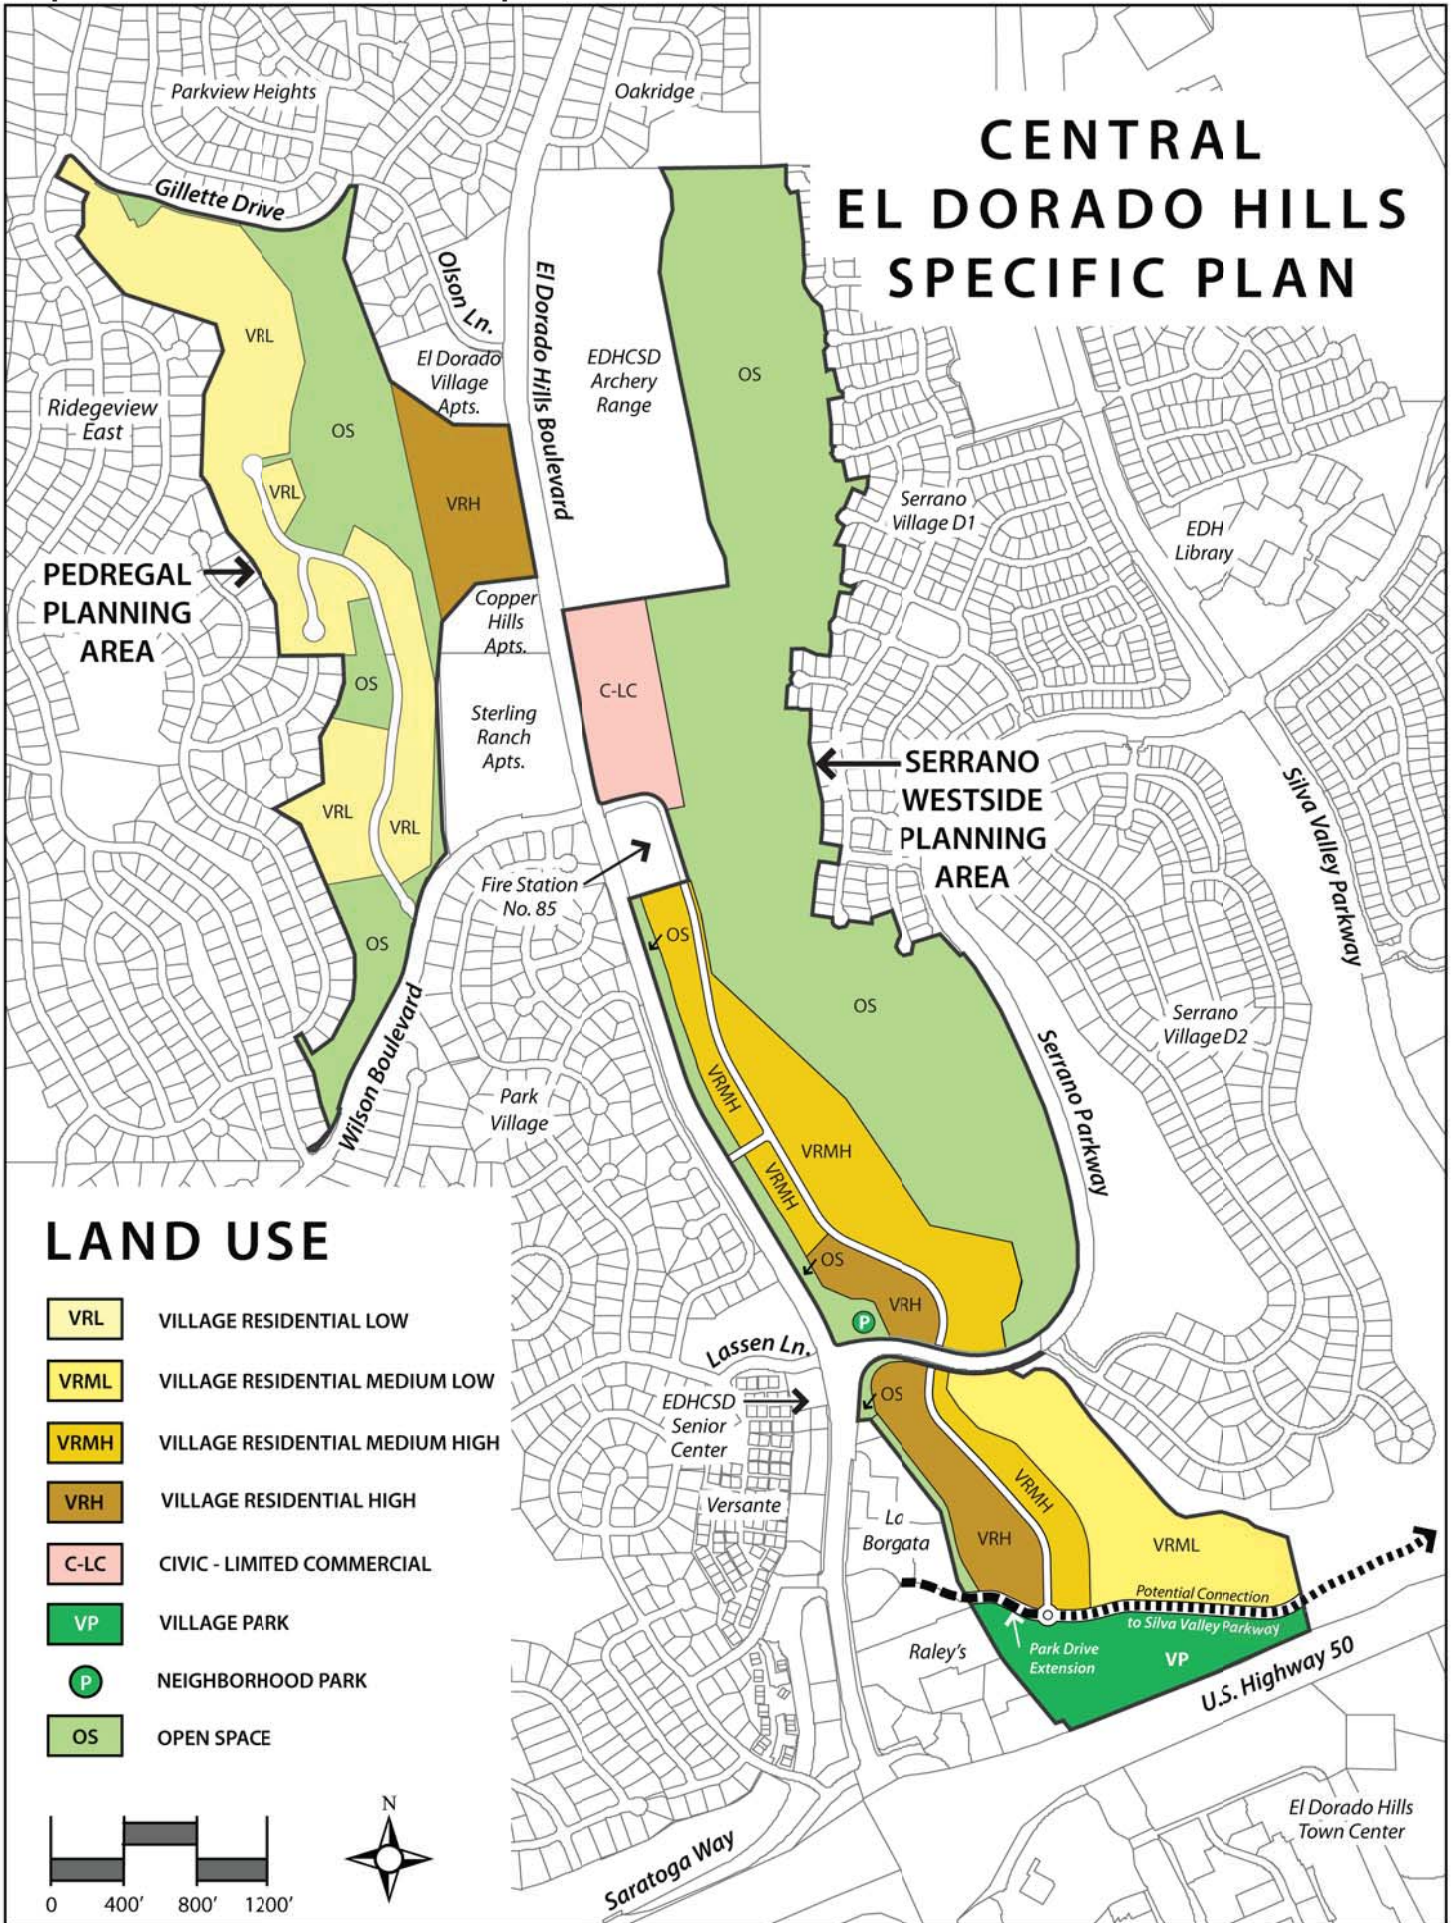 CENTRAL
EL DORADO HILLS
SPECIFIC PLAN
Parkview Heights
Oakridge
Gillette Drive
Olson Ln.
El Dorado Hills Boulevard
El Dorado
Village
Apts.
EDHCSD
Archery
Range
OS
VRL
Ridegeview
East
OS
VRL
VRH
Serrano
Village D1
EDH
Library
PEDREGAL
PLANNING
AREA
Copper
Hills
Apts.
OS
C-LC
Sterling
Ranch
Apts.
SERRANO
WESTSIDE
PLANNING
AREA
Silva Valley Parkway
VRL
VRL
Fire Station
No. 85
OS
OS
OS
Serrano
Village D2
Serrano Parkway
Wilson Boulevard
Park
Village
VRMH
VRMH
VRMH
OS
VRH
P
Lassen Ln.
EDHCSD
Senior
Center
OS
Versante
La
Borgata
VRMH
VRH
VRML
Potential Connection
to Silva Valley Parkway
Raley's
Park Drive
Extension
VP
U.S. Highway 50
El Dorado Hills
Town Center
Saratoga Way
LAND USE
VRL VILLAGE RESIDENTIAL LOW
VRML VILLAGE RESIDENTIAL MEDIUM LOW
VRMH VILLAGE RESIDENTIAL MEDIUM HIGH
VRH VILLAGE RESIDENTIAL HIGH
C-LC CIVIC - LIMITED COMMERCIAL
VP VILLAGE PARK
P NEIGHBORHOOD PARK
OS OPEN SPACE
N
0 400' 800' 1200'